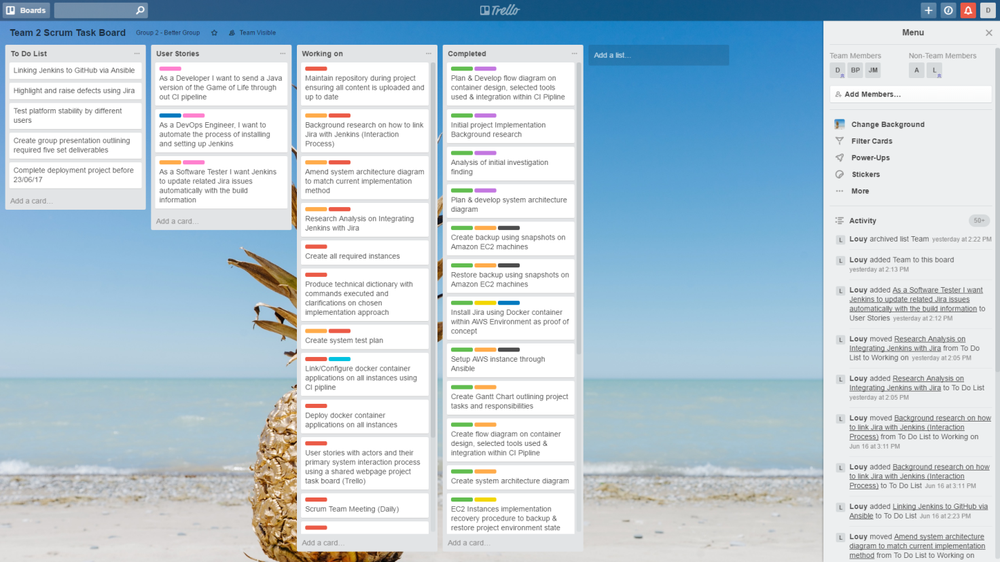 Boards
Trello
D
Team 2 Scrum Task Board
Group 2 - Better Group
Team Visible
To Do List
Linking Jenkins to GitHub via Ansible
Highlight and raise defects using Jira
Test platform stability by different
users
Create group presentation outlining
required five set deliverables
Complete deployment project before
23/06/17
Add a card...
User Stories
As a Developer I want to send a Java
version of the Game of Life through
out CI pipeline
As a DevOps Engineer, I want to
automate the process of installing
and setting up Jenkins
As a Software Tester I want Jenkins
to update related Jira issues
automatically with the build
information
Add a card...
Working on
Maintain repository during project
ensuring all content is uploaded and
up to date
Background research on how to link
Jira with Jenkins (Interaction
Process)
Amend system architecture diagram
to match current implementation
method
Research Analysis on Integrating
Jenkins with Jira
Create all required instances
Produce technical dictionary with
commands executed and
clarifications on chosen
implementation approach
Create system test plan
Link/Configure docker container
applications on all instances using
CI pipline
Deploy docker container
applications on all instances
User stories with actors and their
primary system interaction process
using a shared webpage project
task board (Trello)
Scrum Team Meeting (Daily)
Add a card...
Completed
Plan & Develop flow diagram on
container design, selected tools
used & integration within CI Pipline
Initial project Implementation
Background research
Analysis of initial investigation
finding
Plan & develop system architecture
diagram
Create backup using snapshots on
Amazon EC2 machines
Restore backup using snapshots on
Amazon EC2 machines
Install Jira using Docker container
within AWS Environment as proof of
concept
Setup AWS instance through
Ansible
Create Gantt Chart outlining project
tasks and responsibilities
Create flow diagram on container
design, selected tools used &
integration within CI Pipline
Create system architecture diagram
EC2 Instances implementation
recovery procedure to backup &
restore project environment state
Add a card...
Add a list...
Menu
Team Members
D BP JM
Non-Team Members
A L
Add Members...
Change Background
Filter Cards
Power-Ups
Stickers
More
Activity 50+
L Louy archived list Team yesterday at 2:22 PM
L Louy added Team to this board
yesterday at 2:13 PM
L Louy added As a Software Tester I want
Jenkins to update related Jira issues
automatically with the build information to
User Stories yesterday at 2:12 PM
L Louy moved Research Analysis on
Integrating Jenkins with Jira from To Do
List to Working on yesterday at 2:05 PM
L Louy added Research Analysis on
Integrating Jenkins with Jira to To Do List
yesterday at 2:05 PM
L Louy moved Background research on how
to link Jira with Jenkins (Interaction
Process) from To Do List to Working on
Jun 16 at 3:11 PM
L Louy added Background research on how
to link Jira with Jenkins (Interaction
Process) to To Do List Jun 16 at 3:11 PM
L Louy added Linking Jenkins to GitHub via
Ansible to To Do List Jun 16 at 2:23 PM
L Louy moved Amend system architecture
diagram to match current implementation
method from To Do List to Working on